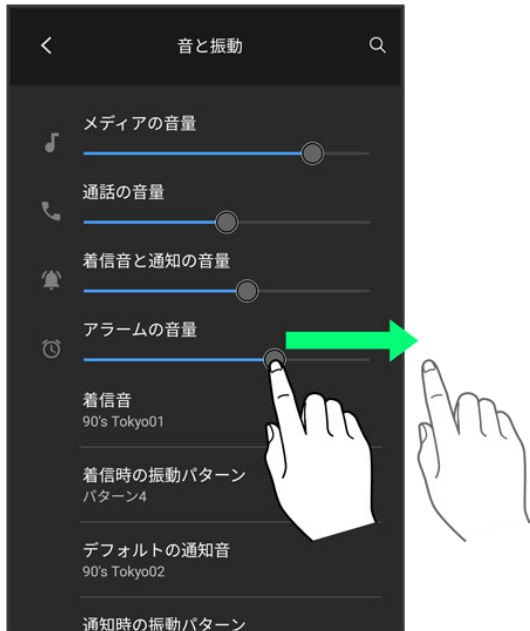 音と振動
メディアの音量
通話の音量
着信音と通知の音量
アラームの音量
着信音
90's Tokyo01
着信時の振動パターン
パターン4
デフォルトの通知音
90's Tokyo02
通知時の振動パターン